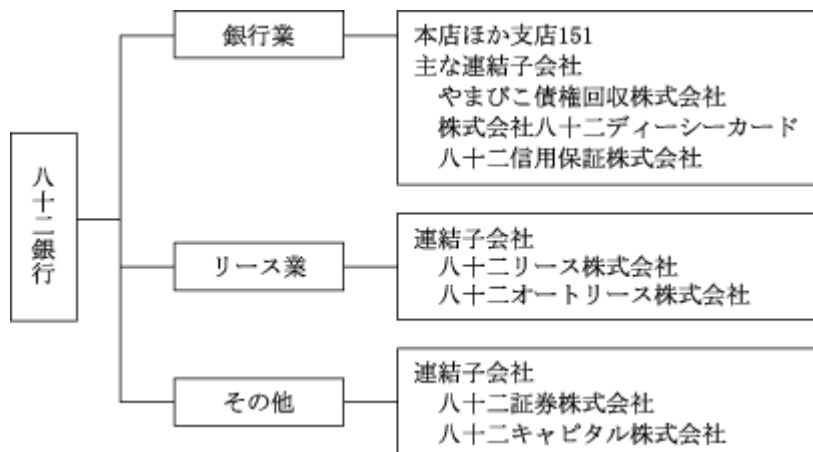 八十二銀行
銀行業
本店ほか支店151
主な連結子会社
やまびこ債権回収株式会社
株式会社八十二ディーシーカード
八十二信用保証株式会社
リース業
連結子会社
八十二リース株式会社
八十二オートリース株式会社
その他
連結子会社
八十二証券株式会社
八十二キャピタル株式会社